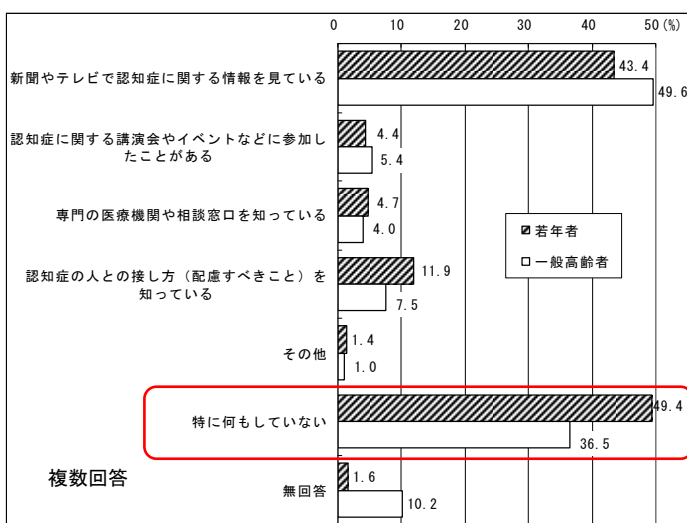 0 10 20 30 40 50 (%)
新聞やテレビで認知症に関する情報を見ている
43.4
49.6
認知症に関する講演会やイベントなどに参加し
たことがある
4.4
5.4
専門の医療機関や相談窓口を知っている
4.7
4.0
若年者
一般高齢者
認知症の人との接し方（配慮すべきこと）を
知っている
11.9
7.5
その他
1.4
1.0
特に何もしていない
49.4
36.5
複数回答
無回答
1.6
10.2